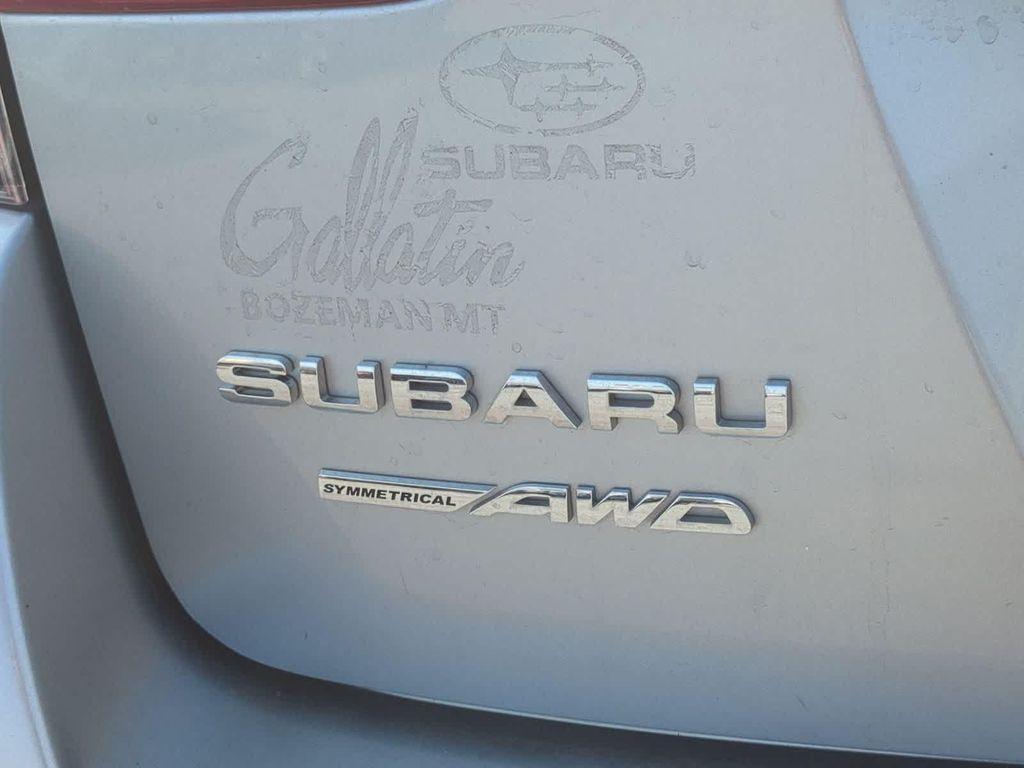 SUBARU
Gallatin
BOZEMAN MT
SUBARU
SYMMETRICAL AWD